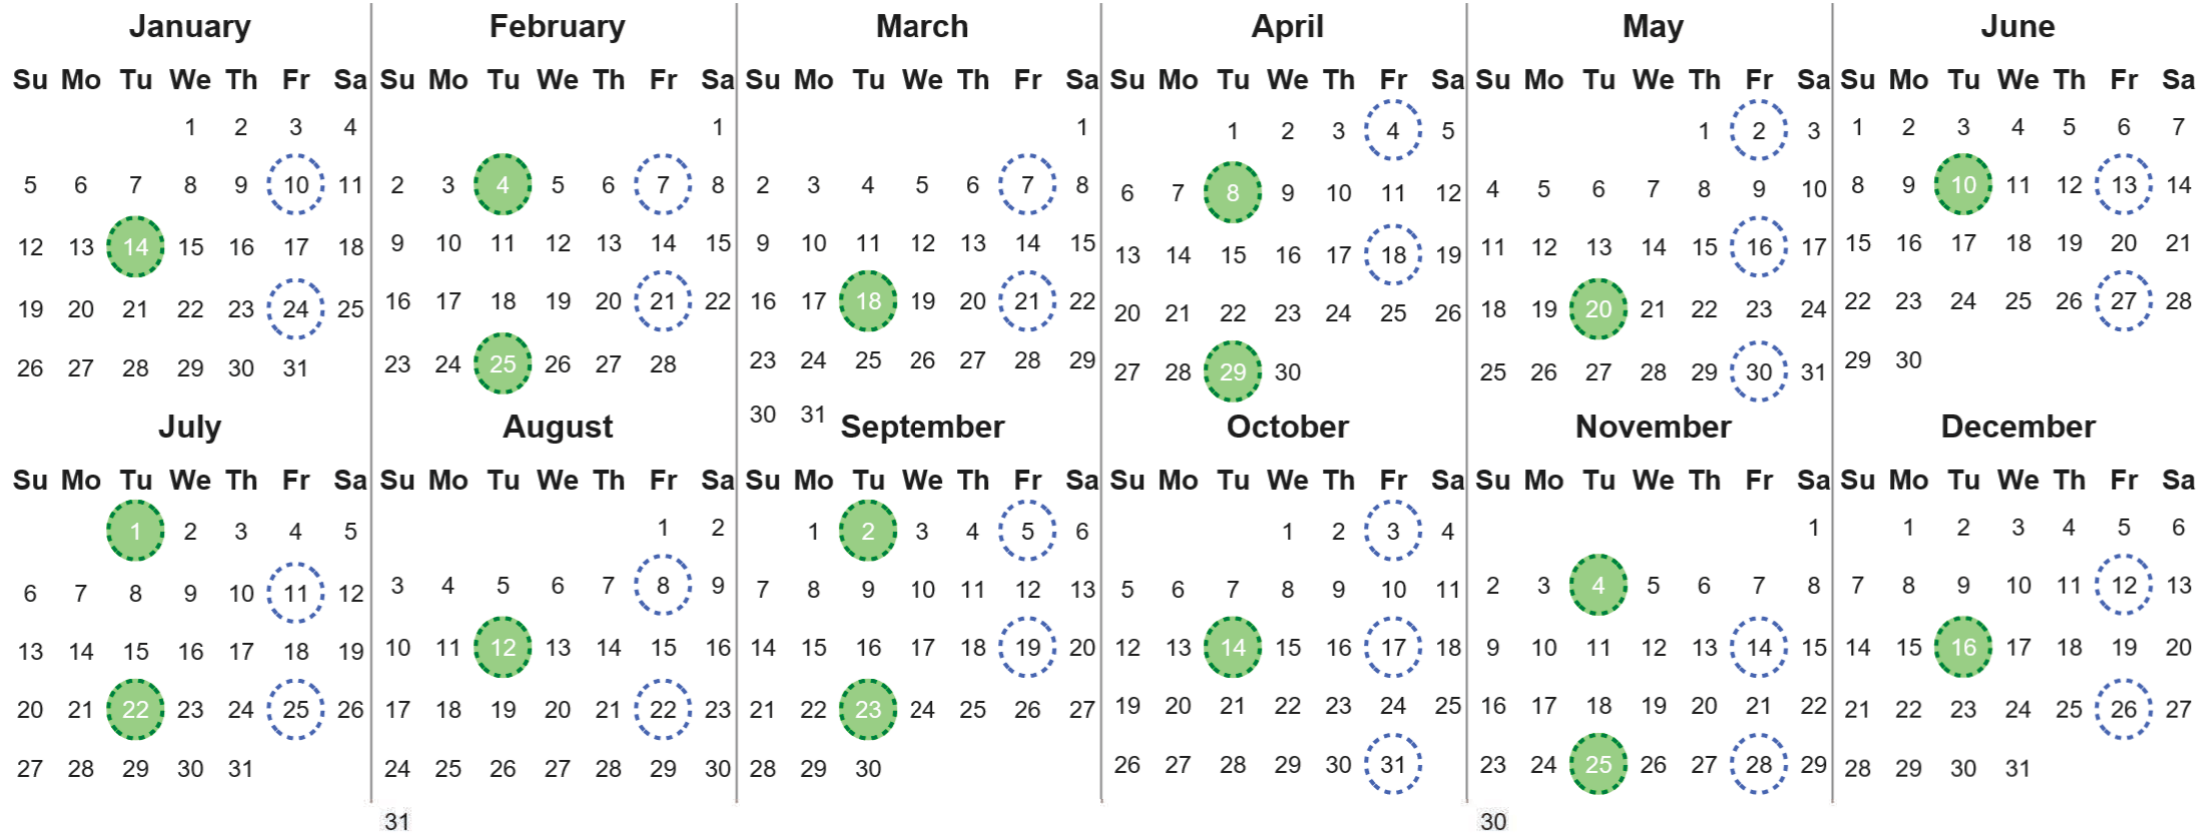 January February March April May June
Su Mo Tu We Th Fr Sa Su Mo Tu We Th Fr Sa Su Mo Tu We Th Fr Sa Su Mo Tu We Th Fr Sa Su Mo Tu We Th Fr Sa Su Mo Tu We Th Fr Sa
1 2 3 4 1 1 1 2 3 4 5 1 2 3 1 2 3 4 5 6 7
5 6 7 8 9 10 11 2 3 4 5 6 7 8 2 3 4 5 6 7 8 6 7 8 9 10 11 12 4 5 6 7 8 9 10 8 9 10 11 12 13 14
12 13 14 15 16 17 18 9 10 11 12 13 14 15 9 10 11 12 13 14 15 13 14 15 16 17 18 19 11 12 13 14 15 16 17 15 16 17 18 19 20 21
19 20 21 22 23 24 25 16 17 18 19 20 21 22 16 17 18 19 20 21 22 20 21 22 23 24 25 26 18 19 20 21 22 23 24 22 23 24 25 26 27 28
26 27 28 29 30 31 23 24 25 26 27 28 23 24 25 26 27 28 29 27 28 29 30 25 26 27 28 29 30 31 29 30
30 31
July August September October November December
Su Mo Tu We Th Fr Sa Su Mo Tu We Th Fr Sa Su Mo Tu We Th Fr Sa Su Mo Tu We Th Fr Sa Su Mo Tu We Th Fr Sa Su Mo Tu We Th Fr Sa
1 2 3 4 5 1 2 1 2 3 4 5 6 1 2 3 4 1 1 2 3 4 5 6
6 7 8 9 10 11 12 3 4 5 6 7 8 9 7 8 9 10 11 12 13 5 6 7 8 9 10 11 2 3 4 5 6 7 8 7 8 9 10 11 12 13
13 14 15 16 17 18 19 10 11 12 13 14 15 16 14 15 16 17 18 19 20 12 13 14 15 16 17 18 9 10 11 12 13 14 15 14 15 16 17 18 19 20
20 21 22 23 24 25 26 17 18 19 20 21 22 23 21 22 23 24 25 26 27 19 20 21 22 23 24 25 16 17 18 19 20 21 22 21 22 23 24 25 26 27
27 28 29 30 31 24 25 26 27 28 29 30 28 29 30 26 27 28 29 30 31 23 24 25 26 27 28 29 28 29 30 31
31 30